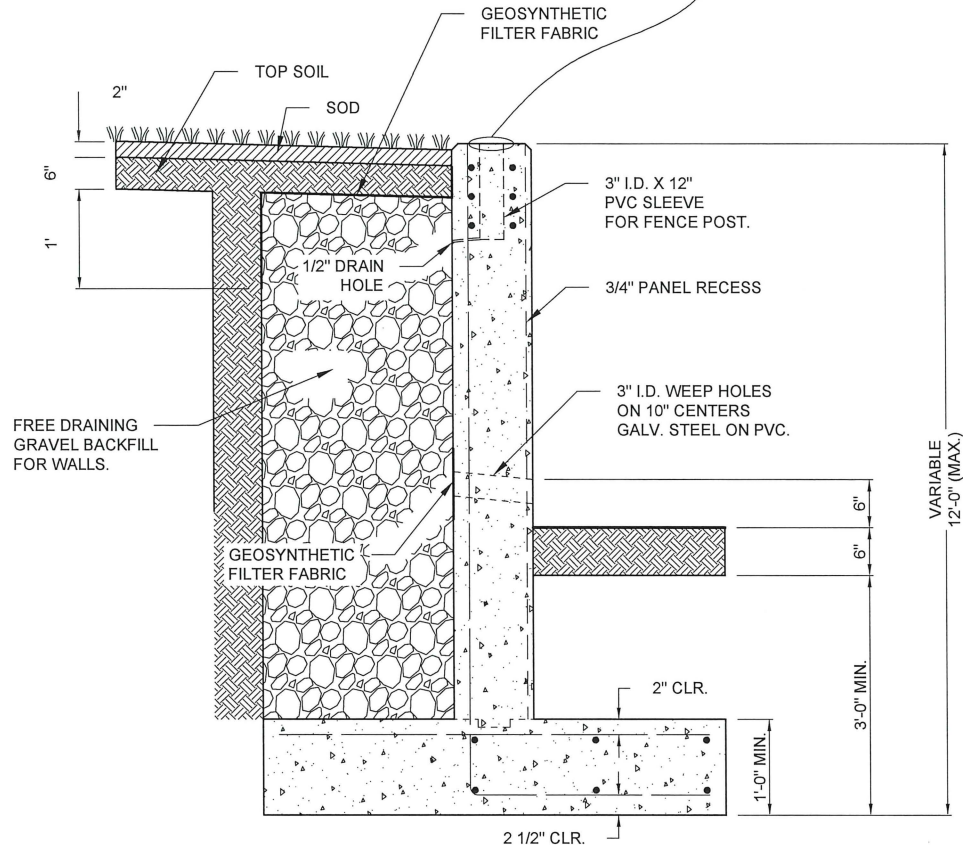 GEOSYNTHETIC
FILTER FABRIC
TOP SOIL
2"
SOD
6"
1'
3" I.D. X 12"
PVC SLEEVE
FOR FENCE POST.
1/2" DRAIN
HOLE
3/4" PANEL RECESS
FREE DRAINING
GRAVEL BACKFILL
FOR WALLS.
3" I.D. WEEP HOLES
ON 10" CENTERS
GALV. STEEL ON PVC.
VARIABLE
12'-0" (MAX.)
6"
6"
GEOSYNTHETIC
FILTER FABRIC
3'-0" MIN.
2" CLR.
1'-0" MIN.
2 1/2" CLR.